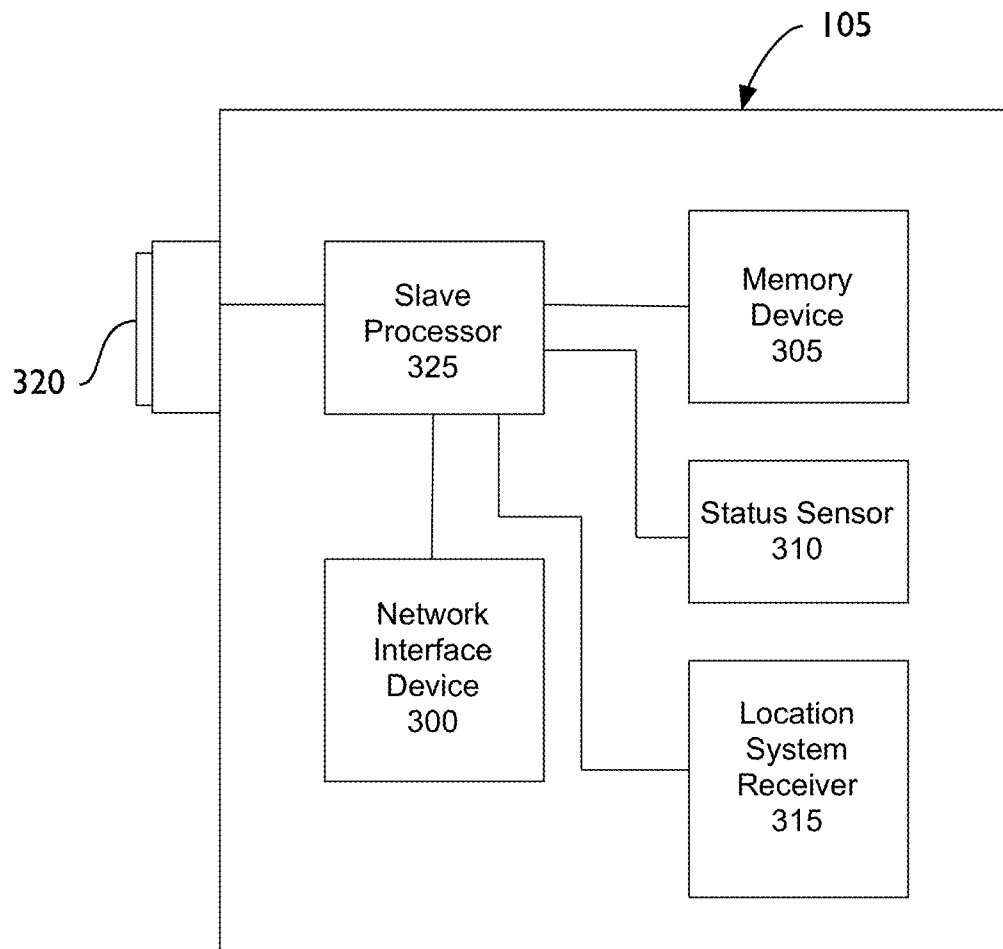 105
Slave
Processor
325
Memory
Device
305
320
Status Sensor
310
Network
Interface
Device
300
Location
System
Receiver
315